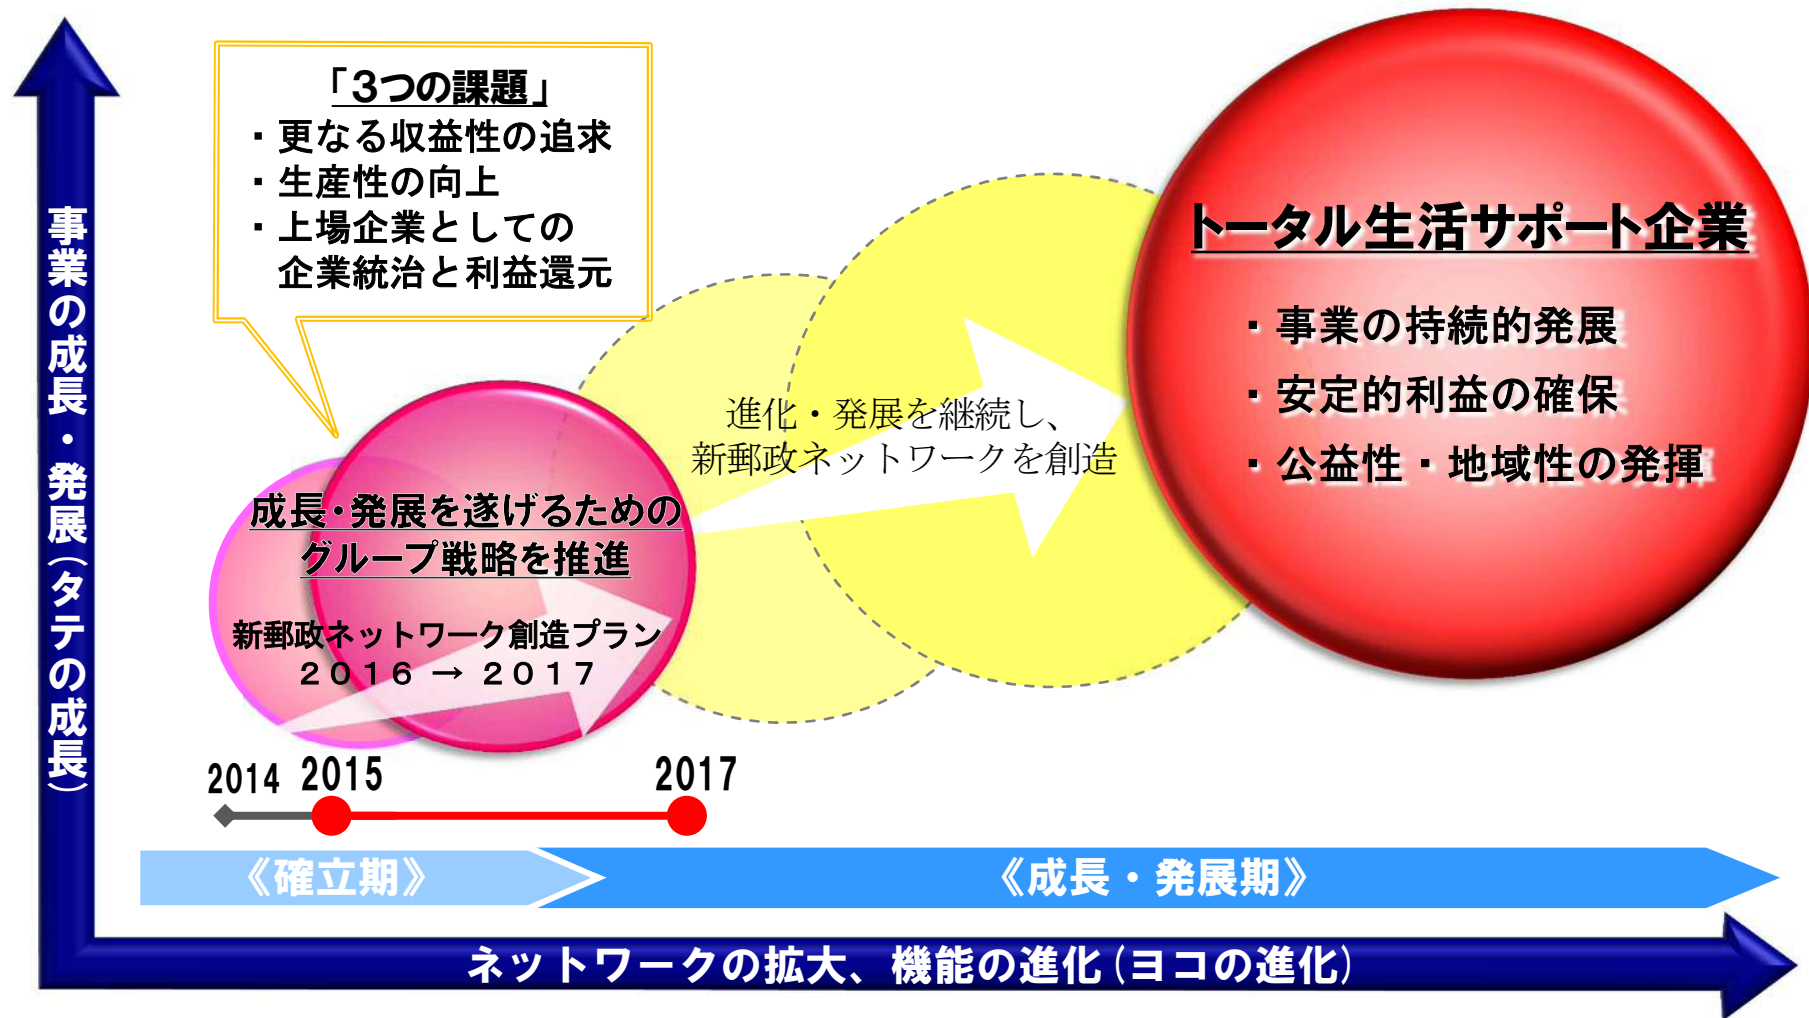 「3つの課題」
・更なる収益性の追求
・生産性の向上
・上場企業としての
企業統治と利益還元
トータル生活サポート企業
・事業の持続的発展
・安定的利益の確保
・公益性・地域性の発揮
進化・発展を継続し、
新郵政ネットワークを創造
成長・発展を遂げるための
グループ戦略を推進
新郵政ネットワーク創造プラン
２０１６ → ２０１７
2014 2015 2017
《確立期》 《成長・発展期》
事業の成長・発展（タテの成長）
ネットワークの拡大、機能の進化（ヨコの進化）